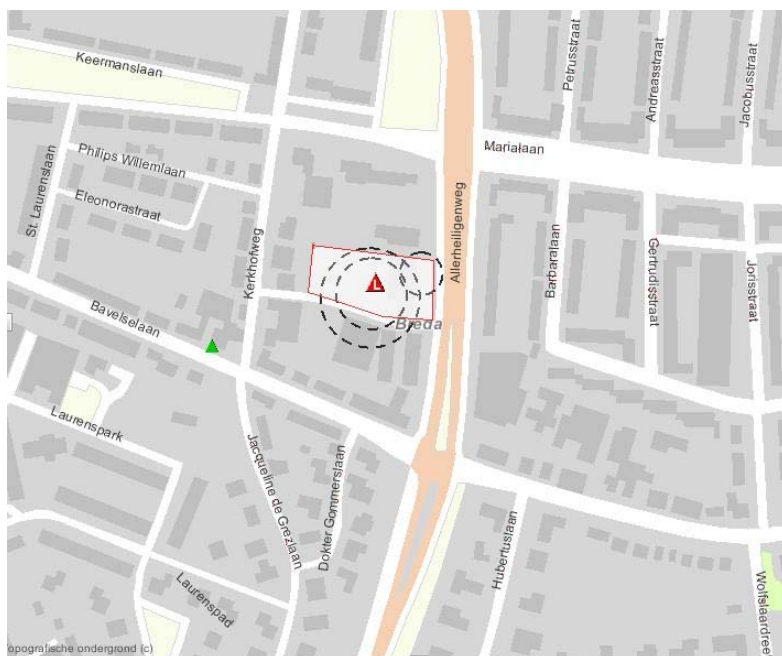 Keermanslaan
Petrusstraat
Andreasstraat
Jacobusstraat
Marialaan
Philips Willemlaan
St. Laurenslaan
Eleonorastraat
Kerkhofweg
Allerheiligenweg
Barbaralaan
Gertrudisstraat
Jorisstraat
L
Bavelselaan
Breda
Laurenspark
Jacqueline de Grezlaan
Dokter Gommerslaan
Hubertuslaan
Laurenspad
Wolfslaardree
opografische ondergrond (c)